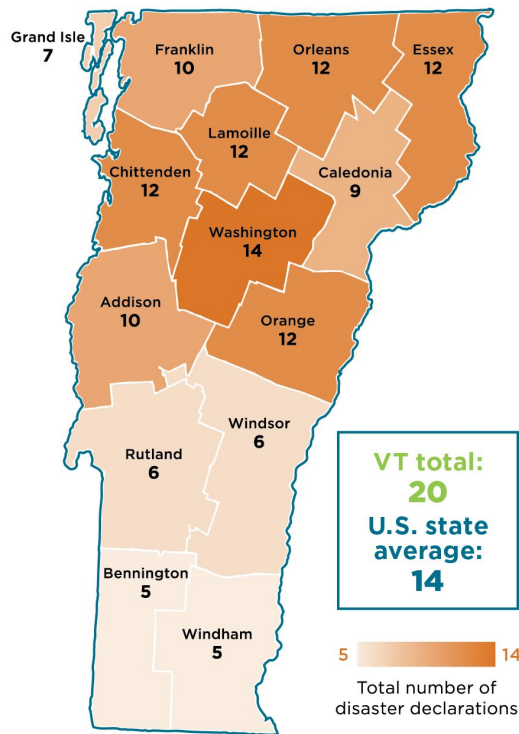 Grand Isle
7
Franklin
10
Orleans
12
Essex
12
Lamoille
12
Chittenden
12
Caledonia
9
Washington
14
Addison
10
Orange
12
Windsor
6
Rutland
6
Bennington
5
Windham
5
VT total:
20
U.S. state
average:
14
5 14
Total number of
disaster declarations